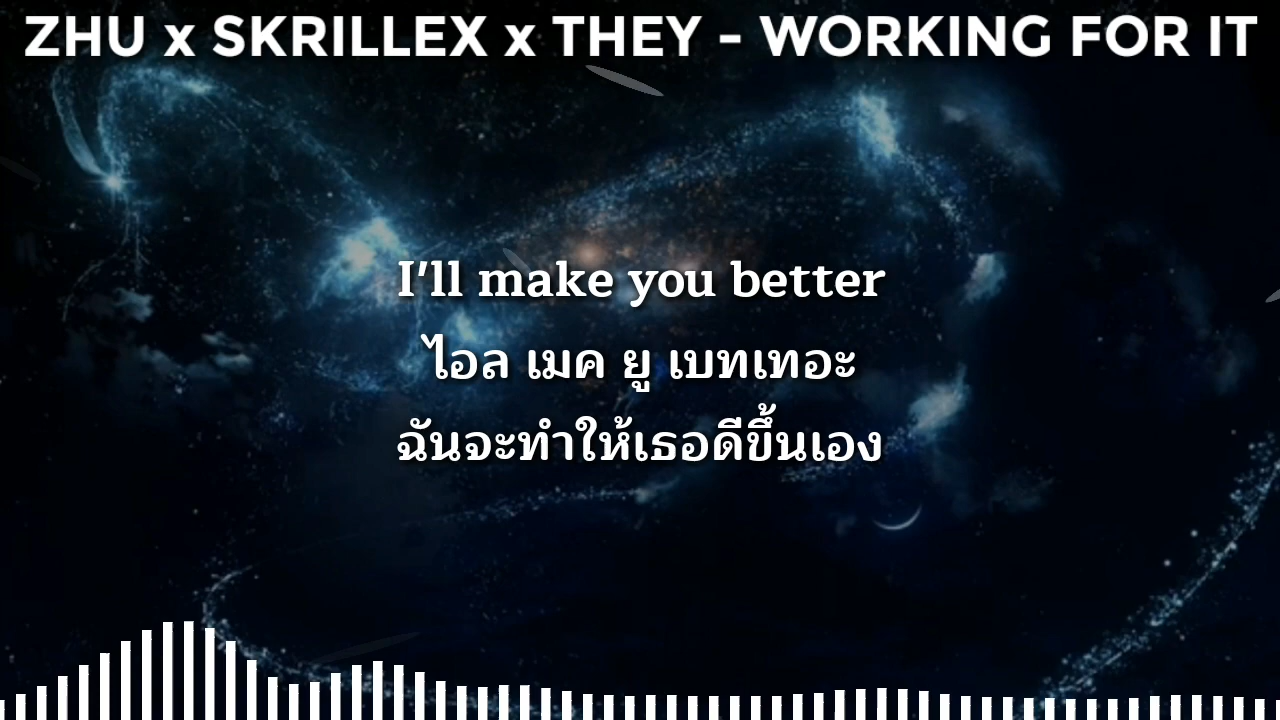 ZHU x SKRILLEX x THEY - WORKING FOR IT
I'll make you better
ไอล เมค ยู เบทเทอะ
ฉันจะทำให้เธอดีขึ้นเอง